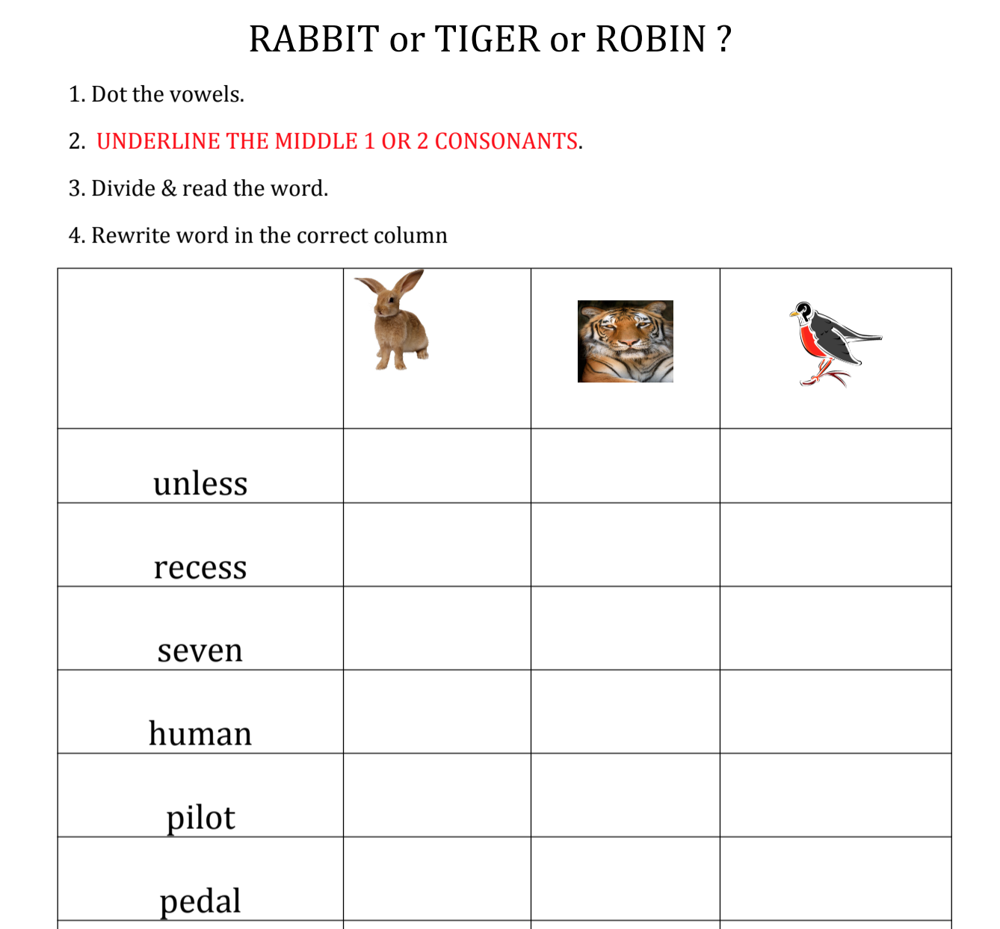 RABBIT or TIGER or ROBIN ?
1. Dot the vowels.
2. UNDERLINE THE MIDDLE 1 OR 2 CONSONANTS.
3. Divide & read the word.
4. Rewrite word in the correct column
unless
recess
seven
human
pilot
pedal